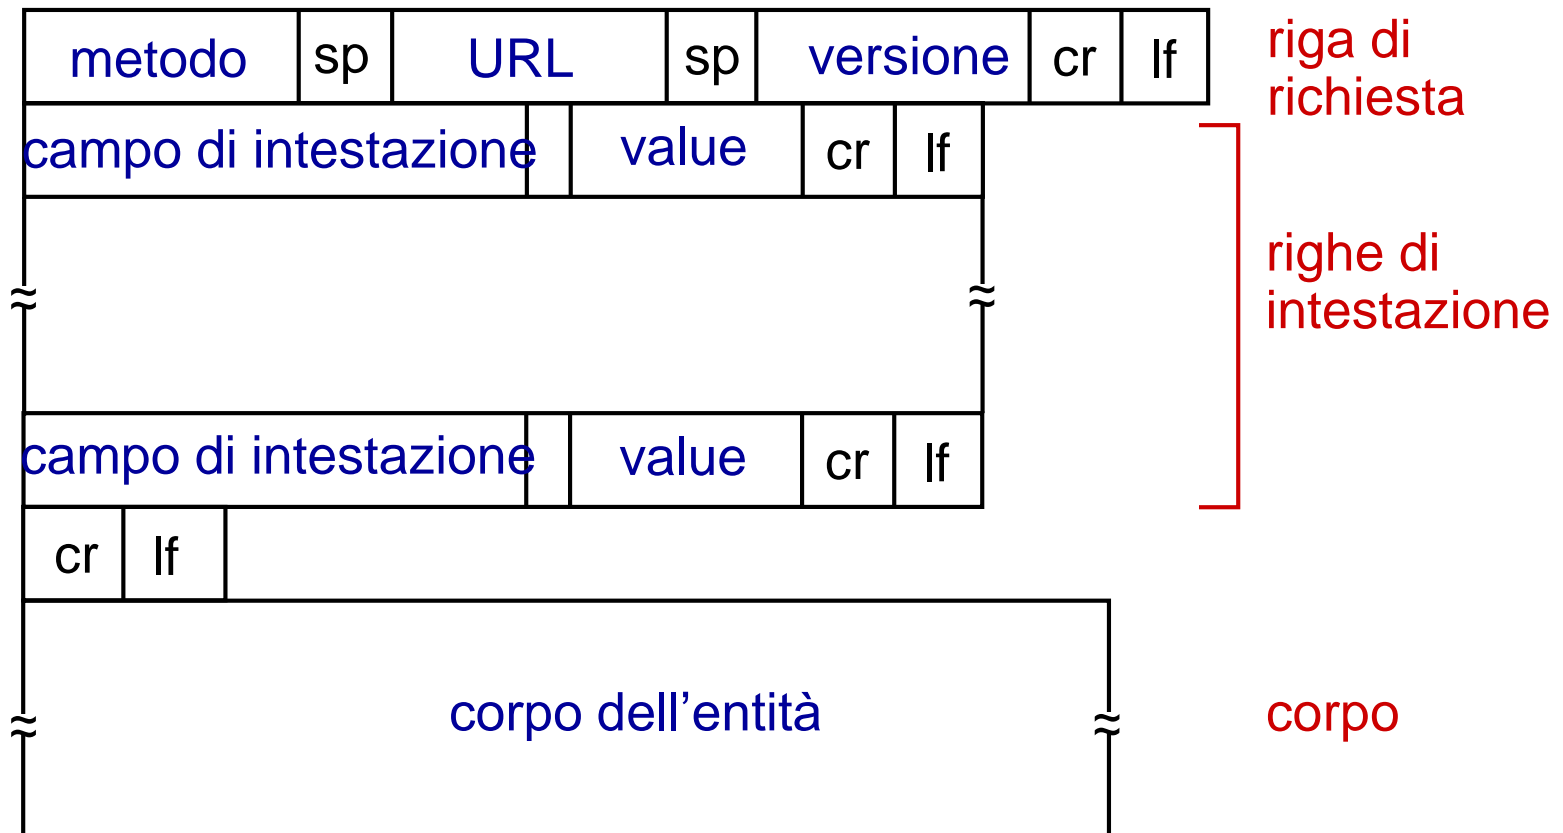 metodo sp URL sp versione cr lf
riga di
richiesta
campo di intestazione value cr lf
righe di
intestazione
campo di intestazione value cr lf
cr lf
corpo dell’entità
corpo